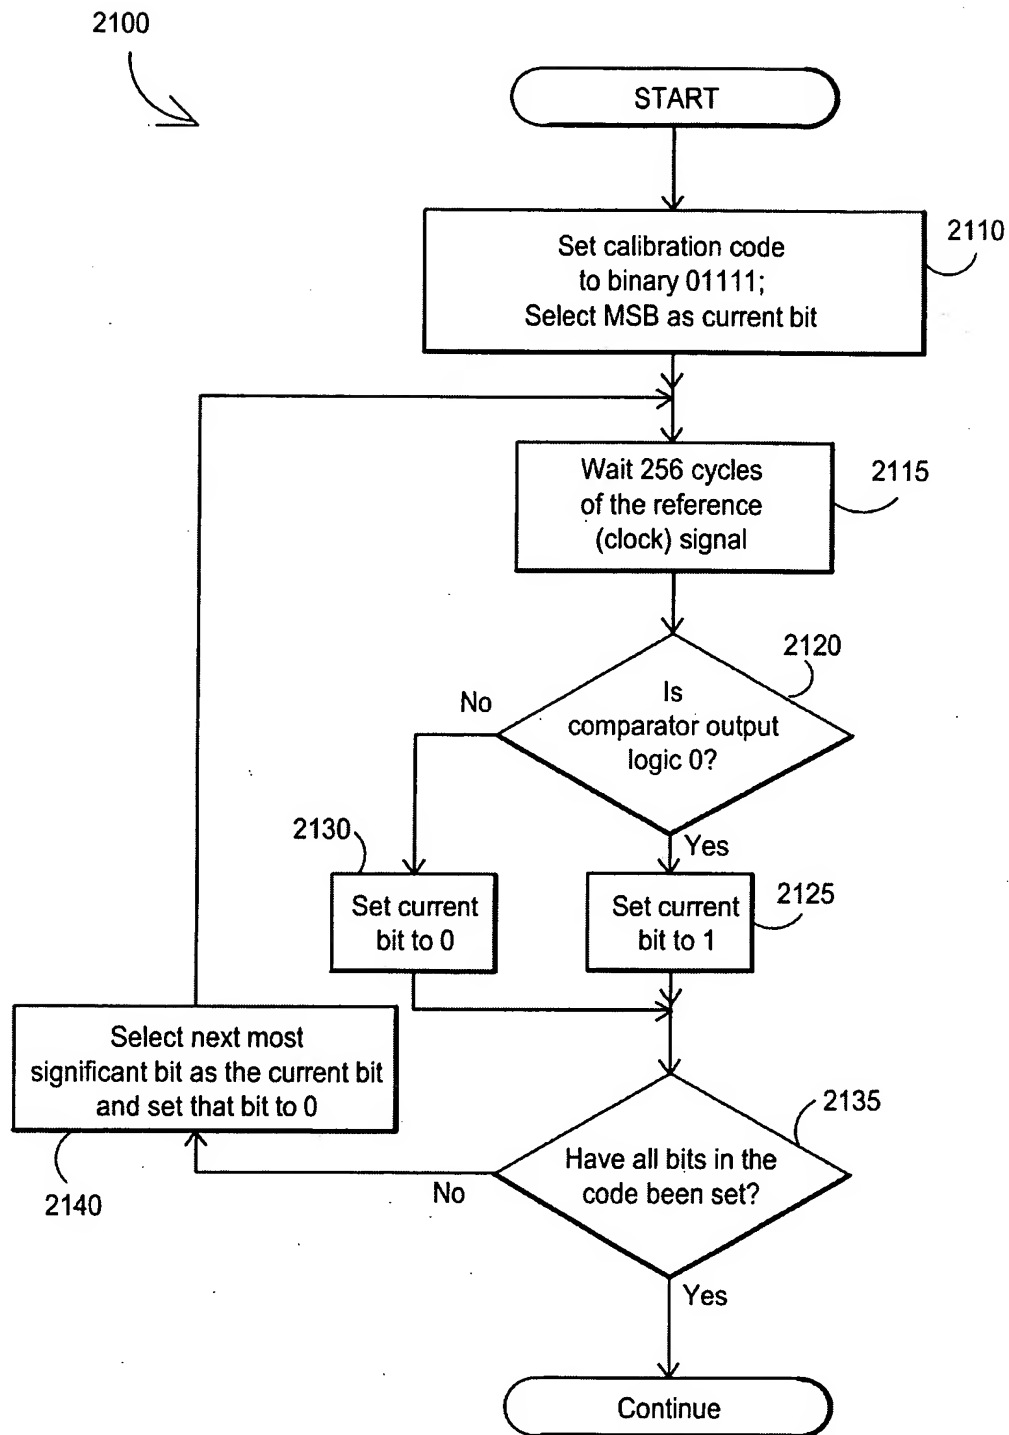 2100
START
Set calibration code
to binary 01111;
Select MSB as current bit
2110
Wait 256 cycles
of the reference
(clock) signal
2115
Is
comparator output
logic 0?
2120
No
Yes
2130
Set current
bit to 0
Set current
bit to 1
2125
Select next most
significant bit as the current bit
and set that bit to 0
2140
Have all bits in the
code been set?
2135
No
Yes
Continue